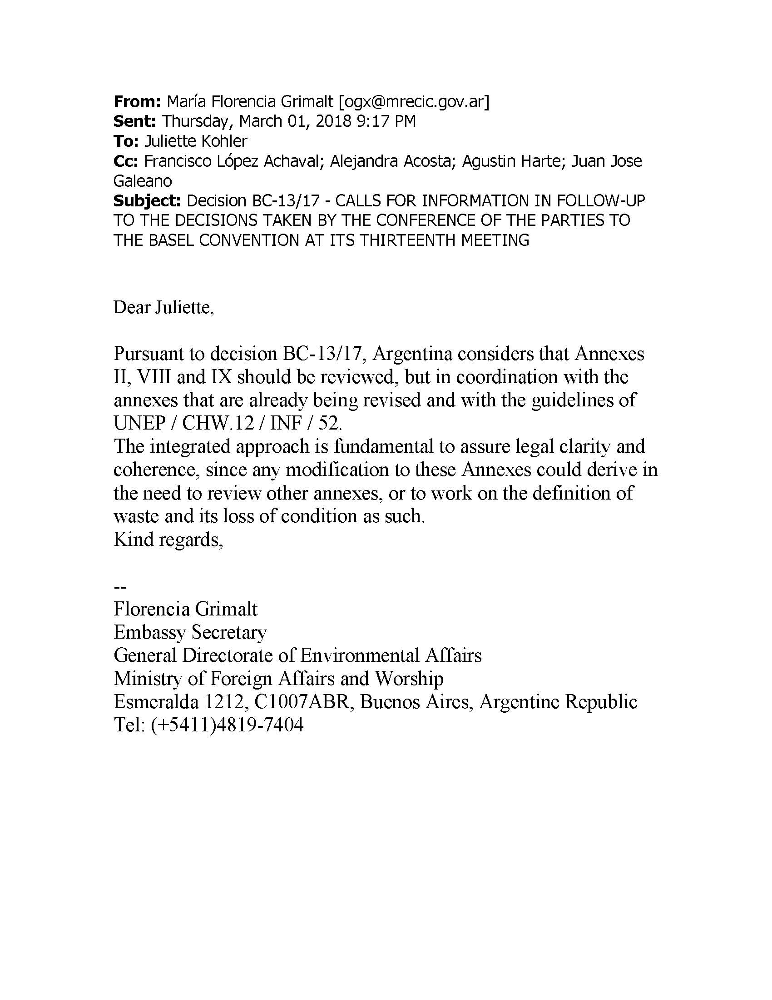 From: María Florencia Grimalt [ogx@mrecic.gov.ar]
Sent: Thursday, March 01, 2018 9:17 PM
To: Juliette Kohler
Cc: Francisco López Achaval; Alejandra Acosta; Agustin Harte; Juan Jose
Galeano
Subject: Decision BC-13/17 - CALLS FOR INFORMATION IN FOLLOW-UP
TO THE DECISIONS TAKEN BY THE CONFERENCE OF THE PARTIES TO
THE BASEL CONVENTION AT ITS THIRTEENTH MEETING
Dear Juliette,
Pursuant to decision BC-13/17, Argentina considers that Annexes
II, VIII and IX should be reviewed, but in coordination with the
annexes that are already being revised and with the guidelines of
UNEP / CHW.12 / INF / 52.
The integrated approach is fundamental to assure legal clarity and
coherence, since any modification to these Annexes could derive in
the need to review other annexes, or to work on the definition of
waste and its loss of condition as such.
Kind regards,
--
Florencia Grimalt
Embassy Secretary
General Directorate of Environmental Affairs
Ministry of Foreign Affairs and Worship
Esmeralda 1212, C1007ABR, Buenos Aires, Argentine Republic
Tel: (+5411)4819-7404